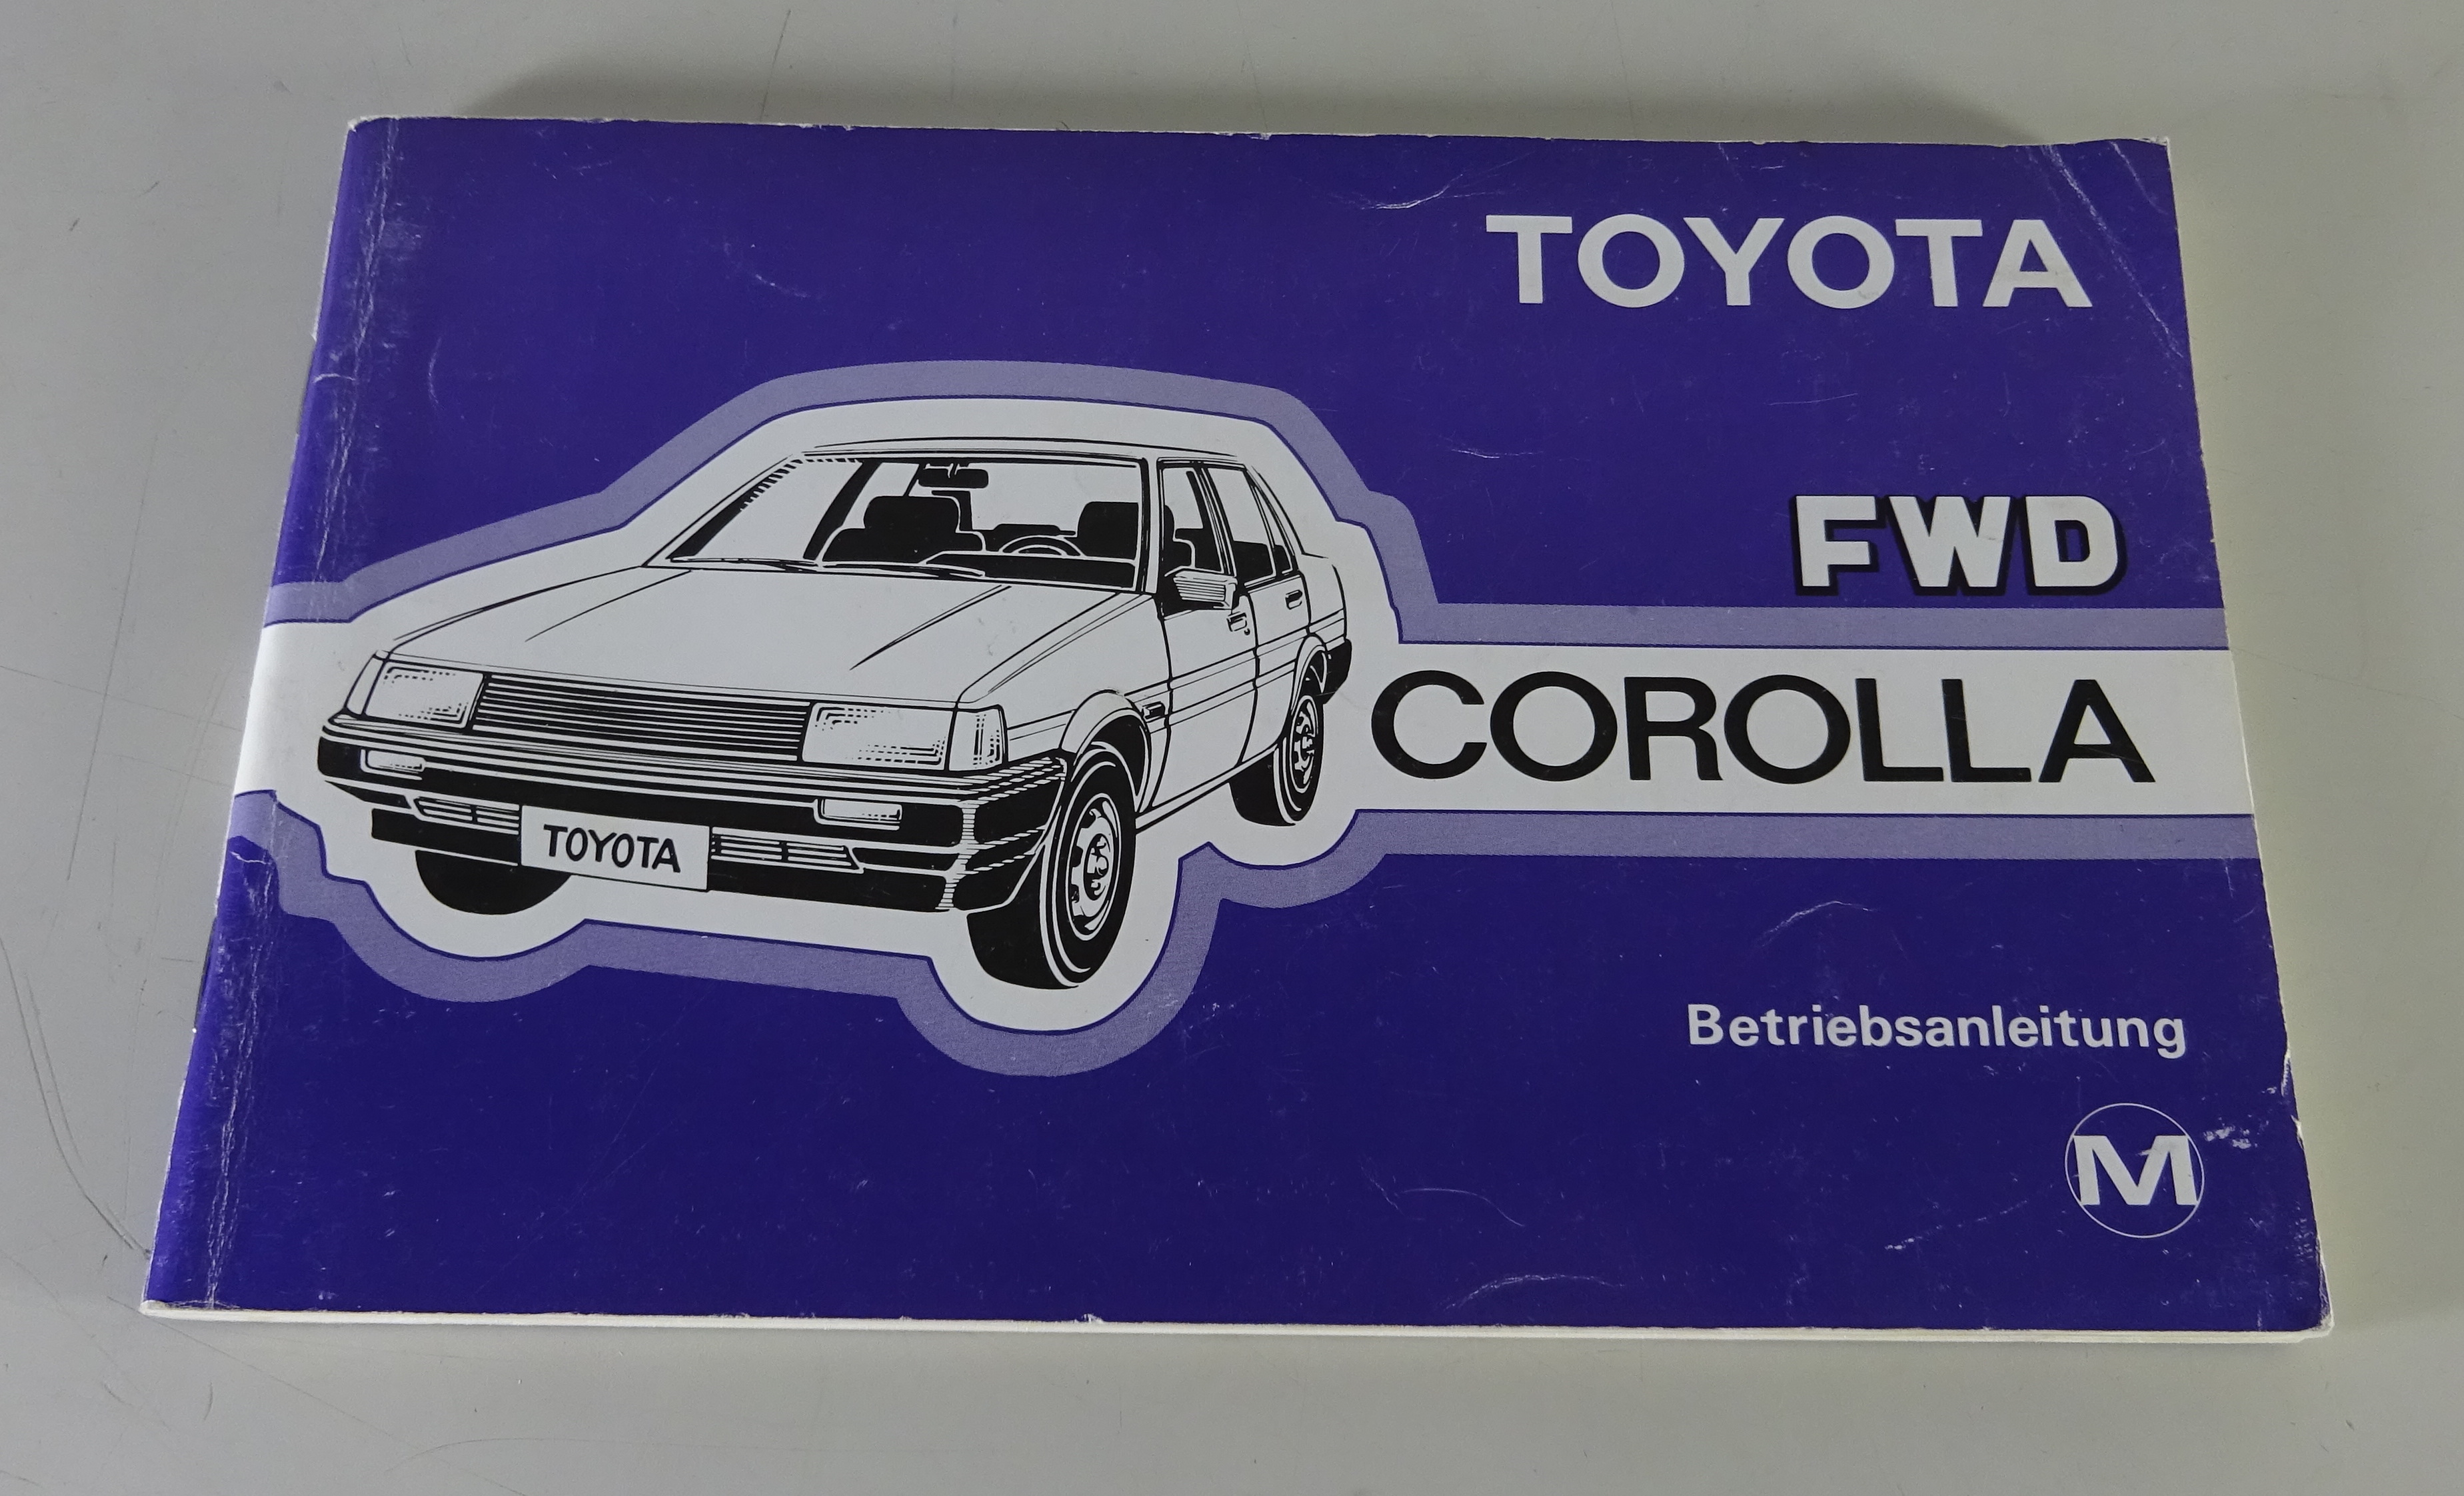 TOYOTA
FWD
COROLLA
TOYOTA
Betriebsanleitung
M